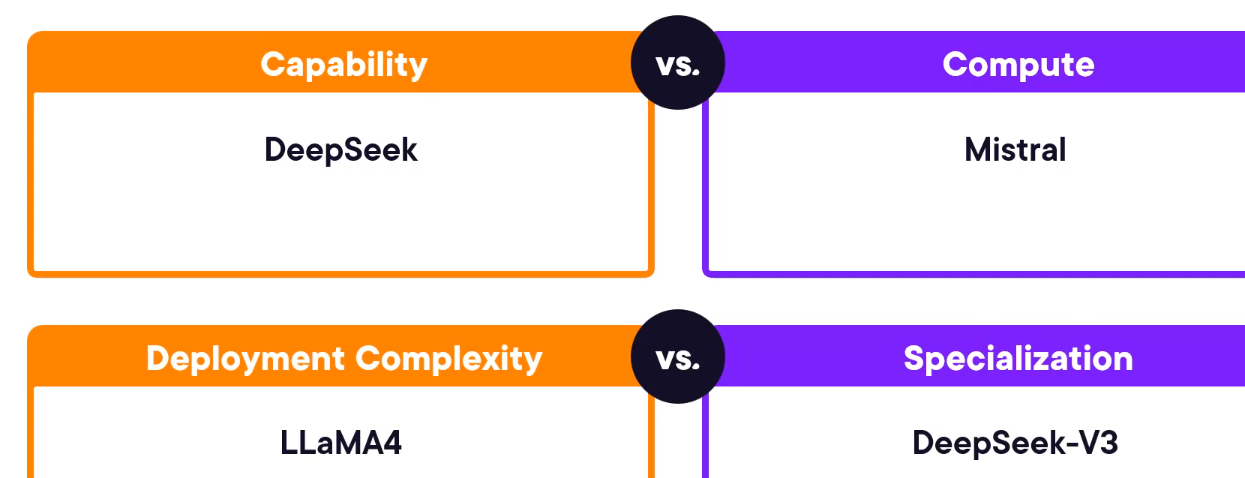 Capability vs. Compute
DeepSeek Mistral
Deployment Complexity vs. Specialization
LLaMA4 DeepSeek-V3